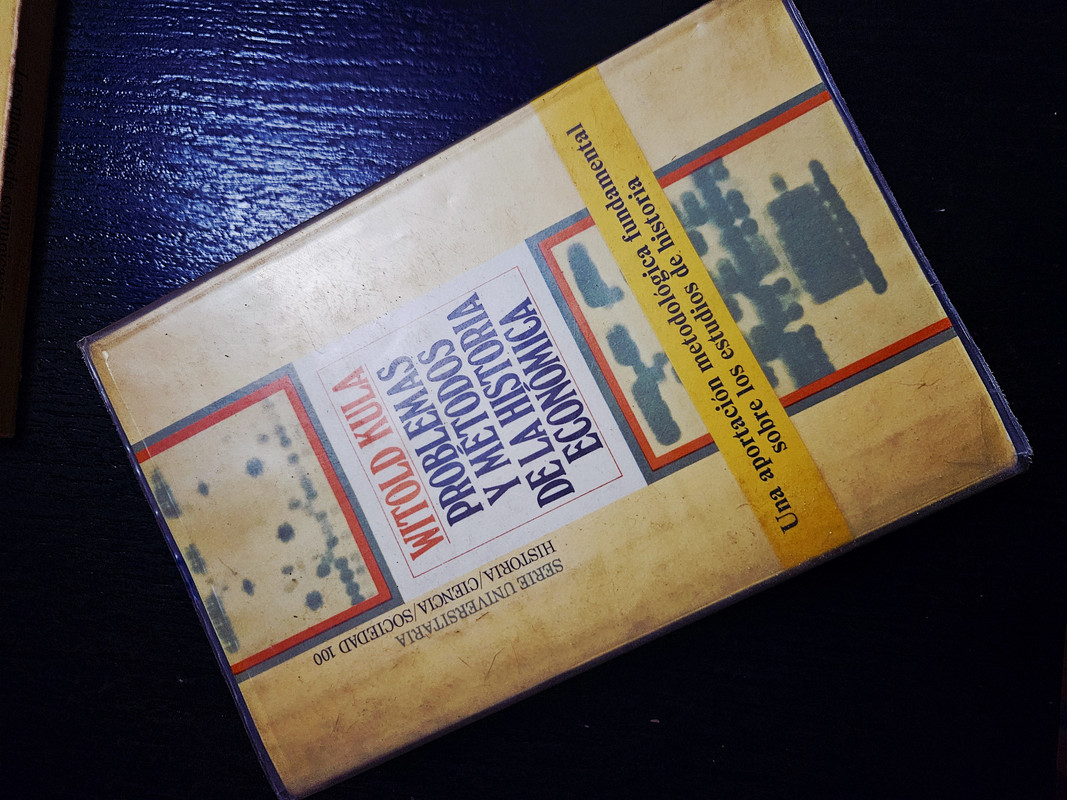 WITOLD KULA
PROBLEMAS
Y MÉTODOS
DE LA HISTORIA
ECONOMICA
Una aportación metodológica fundamental
sobre los estudios de historia
SERIE UNIVERSITARIA
HISTORIA/CIENCIA/SOCIEDAD 100